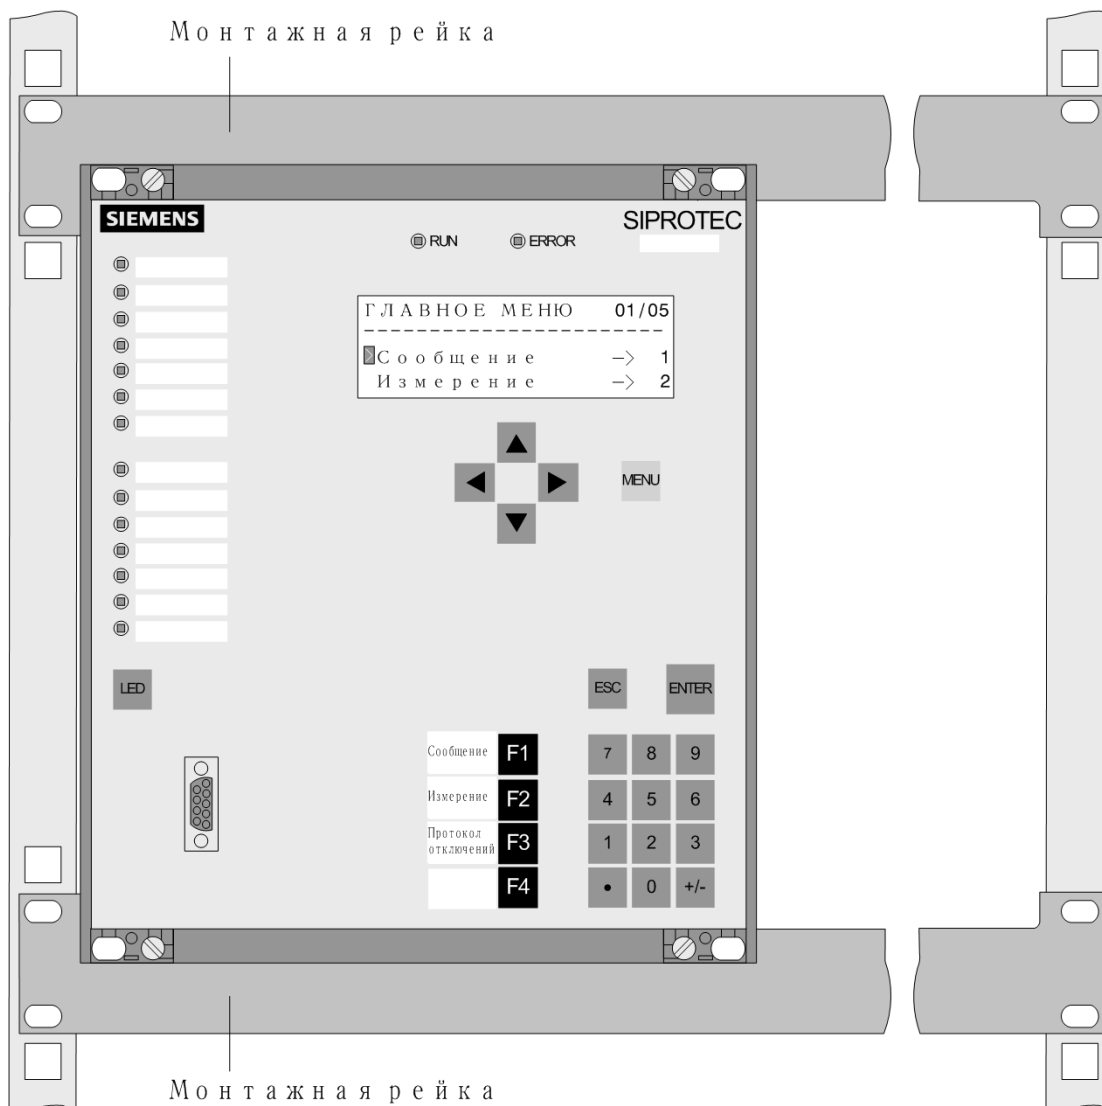 Монтажная рейка
SIEMENS
SIPROTEC
RUN
ERROR
ГЛАВНОЕ МЕНЮ 01/05
--------------------
Сообщение -> 1
Измерение -> 2
MENU
LED
ESC
ENTER
Сообщение F1
7 8 9
Измерение F2
4 5 6
Протокол
отключений F3
1 2 3
F4
• 0 +/-
Монтажная рейка